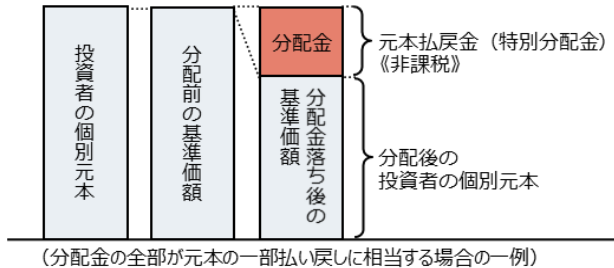 投資者の個別元本
分配前の基準価額
分配金
分配金落ち後の
基準価額
元本払戻金（特別分配金）
《非課税》
分配後の
投資者の個別元本
（分配金の全部が元本の一部払い戻しに相当する場合の一例）